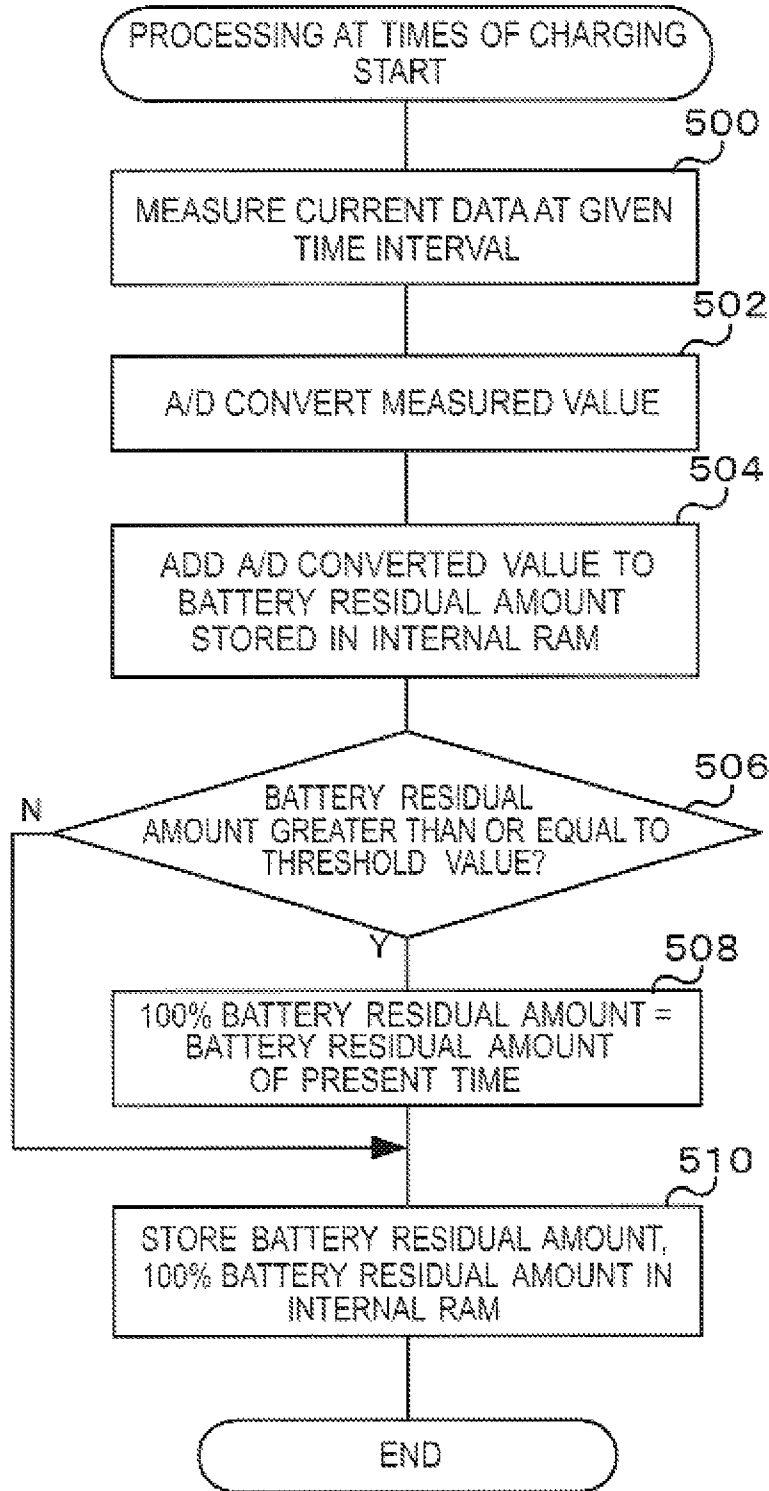 PROCESSING AT TIMES OF CHARGING
START
500
MEASURE CURRENT DATA AT GIVEN
TIME INTERVAL
502
A/D CONVERT MEASURED VALUE
504
ADD A/D CONVERTED VALUE TO
BATTERY RESIDUAL AMOUNT
STORED IN INTERNAL RAM
506
N
BATTERY RESIDUAL
AMOUNT GREATER THAN OR EQUAL TO
THRESHOLD VALUE?
Y
508
100% BATTERY RESIDUAL AMOUNT =
BATTERY RESIDUAL AMOUNT
OF PRESENT TIME
510
STORE BATTERY RESIDUAL AMOUNT,
100% BATTERY RESIDUAL AMOUNT IN
INTERNAL RAM
END